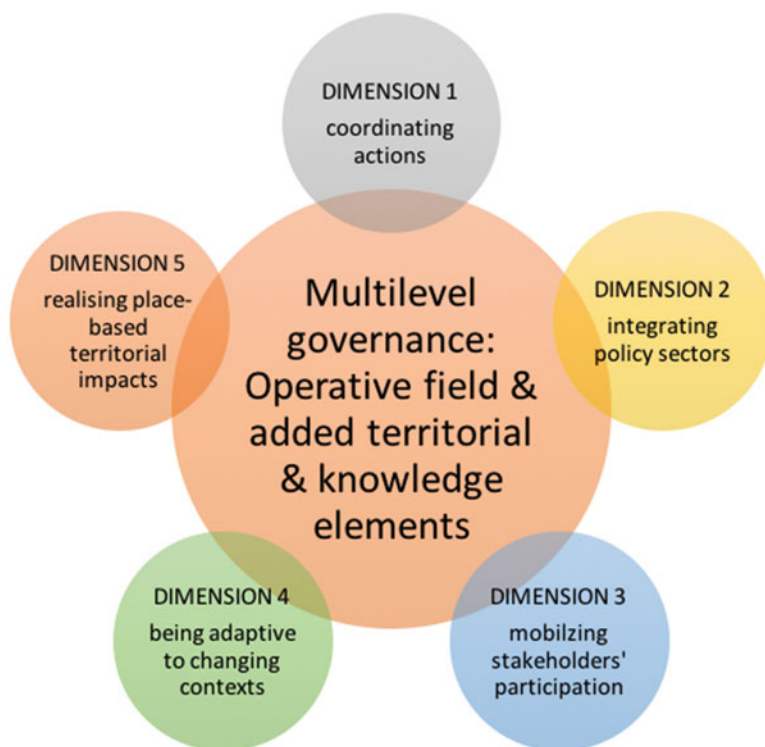 DIMENSION 1
coordinating
actions
DIMENSION 2
integrating
policy sectors
DIMENSION 3
mobilzing
stakeholders'
participation
DIMENSION 4
being adaptive
to changing
contexts
DIMENSION 5
realising place-
based
territorial
impacts
Multilevel
governance:
Operative field &
added territorial
& knowledge
elements